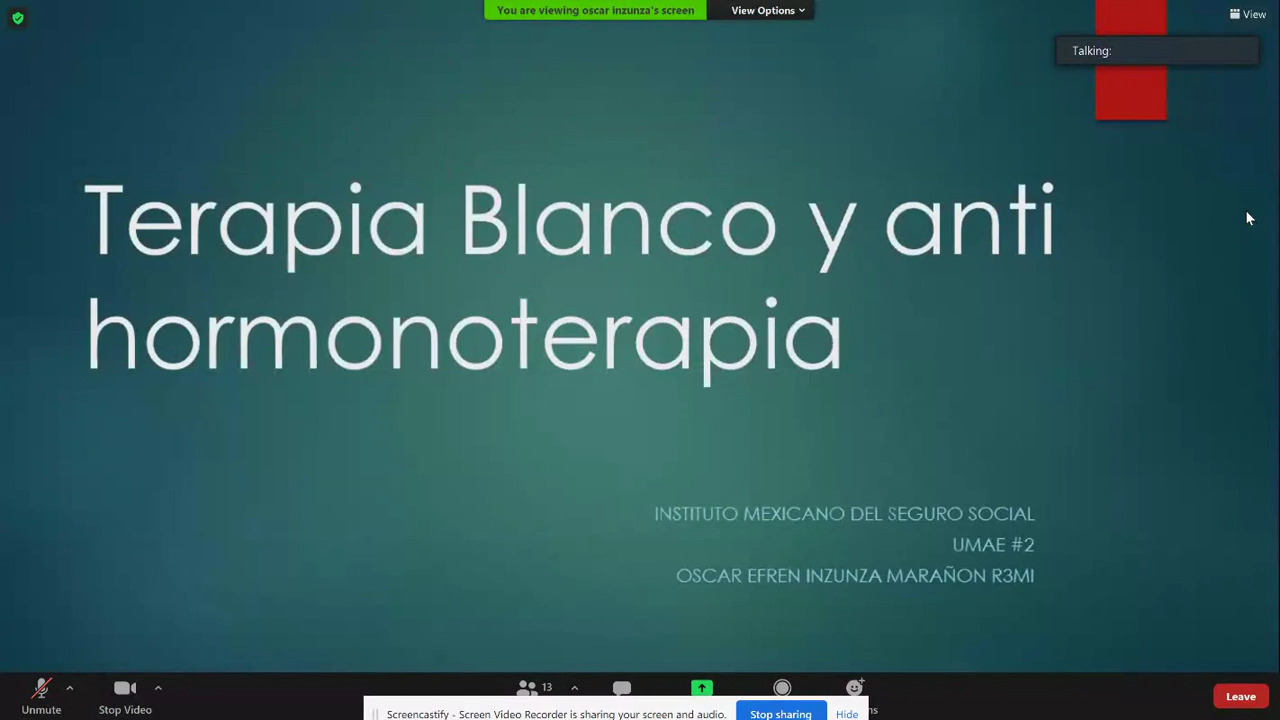 You are viewing oscar inzunza's screen
View Options
View
Talking:
Terapia Blanco y anti
hormonoterapia
INSTITUTO MEXICANO DEL SEGURO SOCIAL
UMAE #2
OSCAR EFREN INZUNZA MARAÑON R3MI
13
Unmute
Stop Video
Leave
Screencastify - Screen Video Recorder is sharing your screen and audio.
Stop sharing
Hide